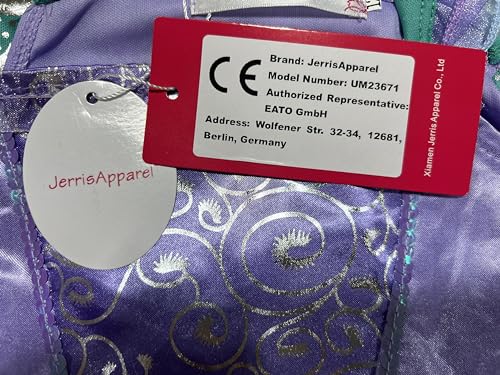 Brand: JerrisApparel
Model Number: UM23671
Authorized Representative:
EATO GmbH
Address: Wolfener Str. 32-34, 12681,
Berlin, Germany
CE
Xiamen Jerris Apparel Co., Ltd
JerrisApparel